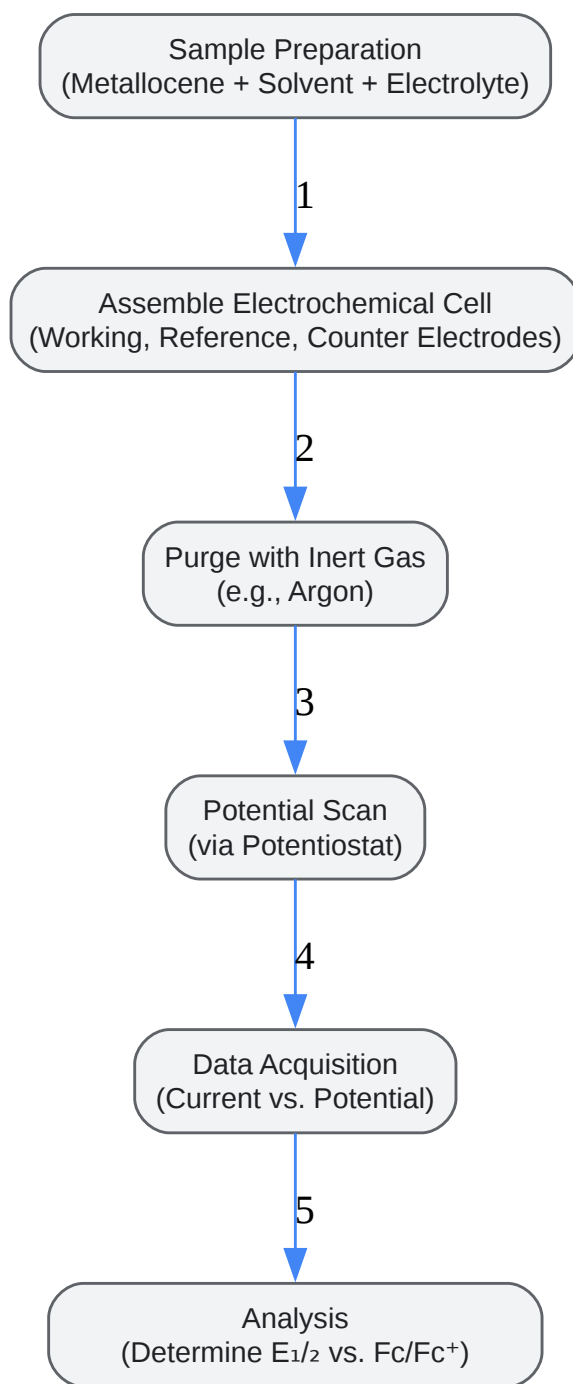 Sample Preparation
(Metallocene + Solvent + Electrolyte)
1
Assemble Electrochemical Cell
(Working, Reference, Counter Electrodes)
2
Purge with Inert Gas
(e.g., Argon)
3
Potential Scan
(via Potentiostat)
4
Data Acquisition
(Current vs. Potential)
5
Analysis
(Determine E₁/₂ vs. Fc/Fc⁺)